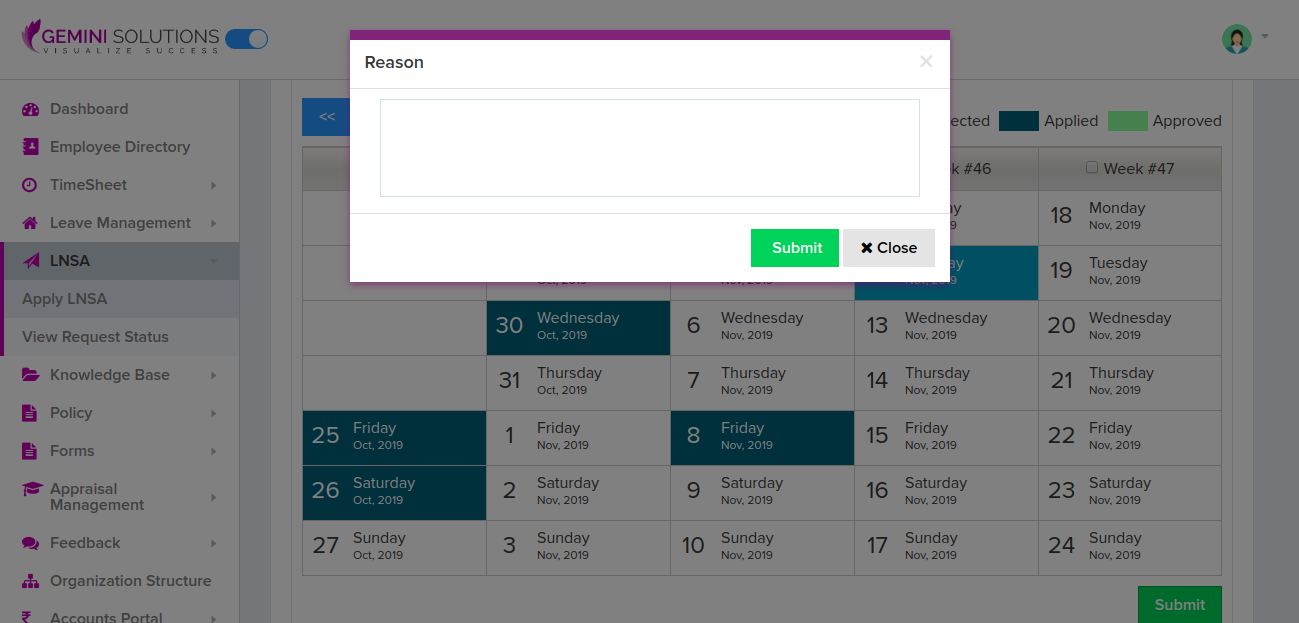 GEMINI SOLUTIONS
VISUALIZE SUCCESS
Reason
×
Submit
✖ Close
Dashboard
Employee Directory
TimeSheet
Leave Management
LNSA
Apply LNSA
View Request Status
Knowledge Base
Policy
Forms
Appraisal
Management
Feedback
Organization Structure
Accounts Portal
<<
Applied
Approved
#46
Week #47
18 Monday
Nov, 2019
19 Tuesday
Nov, 2019
30 Wednesday
Oct, 2019
6 Wednesday
Nov, 2019
13 Wednesday
Nov, 2019
20 Wednesday
Nov, 2019
31 Thursday
Oct, 2019
7 Thursday
Nov, 2019
14 Thursday
Nov, 2019
21 Thursday
Nov, 2019
25 Friday
Oct, 2019
1 Friday
Nov, 2019
8 Friday
Nov, 2019
15 Friday
Nov, 2019
22 Friday
Nov, 2019
26 Saturday
Oct, 2019
2 Saturday
Nov, 2019
9 Saturday
Nov, 2019
16 Saturday
Nov, 2019
23 Saturday
Nov, 2019
27 Sunday
Oct, 2019
3 Sunday
Nov, 2019
10 Sunday
Nov, 2019
17 Sunday
Nov, 2019
24 Sunday
Nov, 2019
Submit